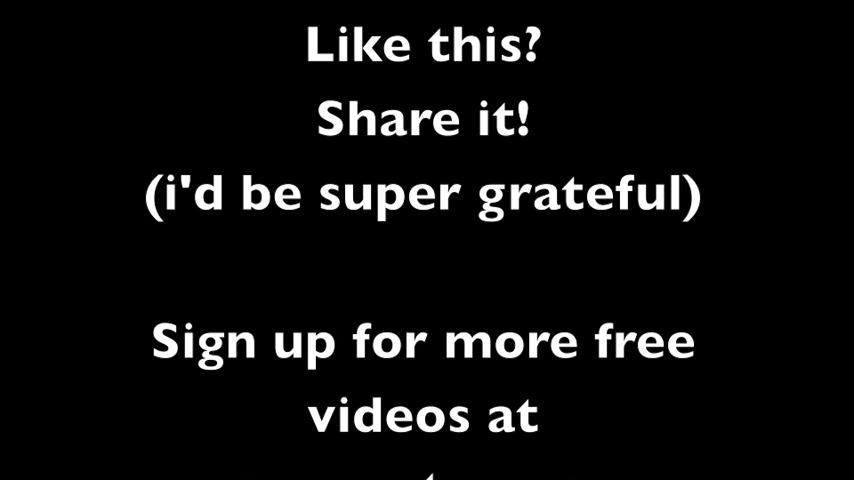 Like this?
Share it!
(i'd be super grateful)
Sign up for more free
videos at